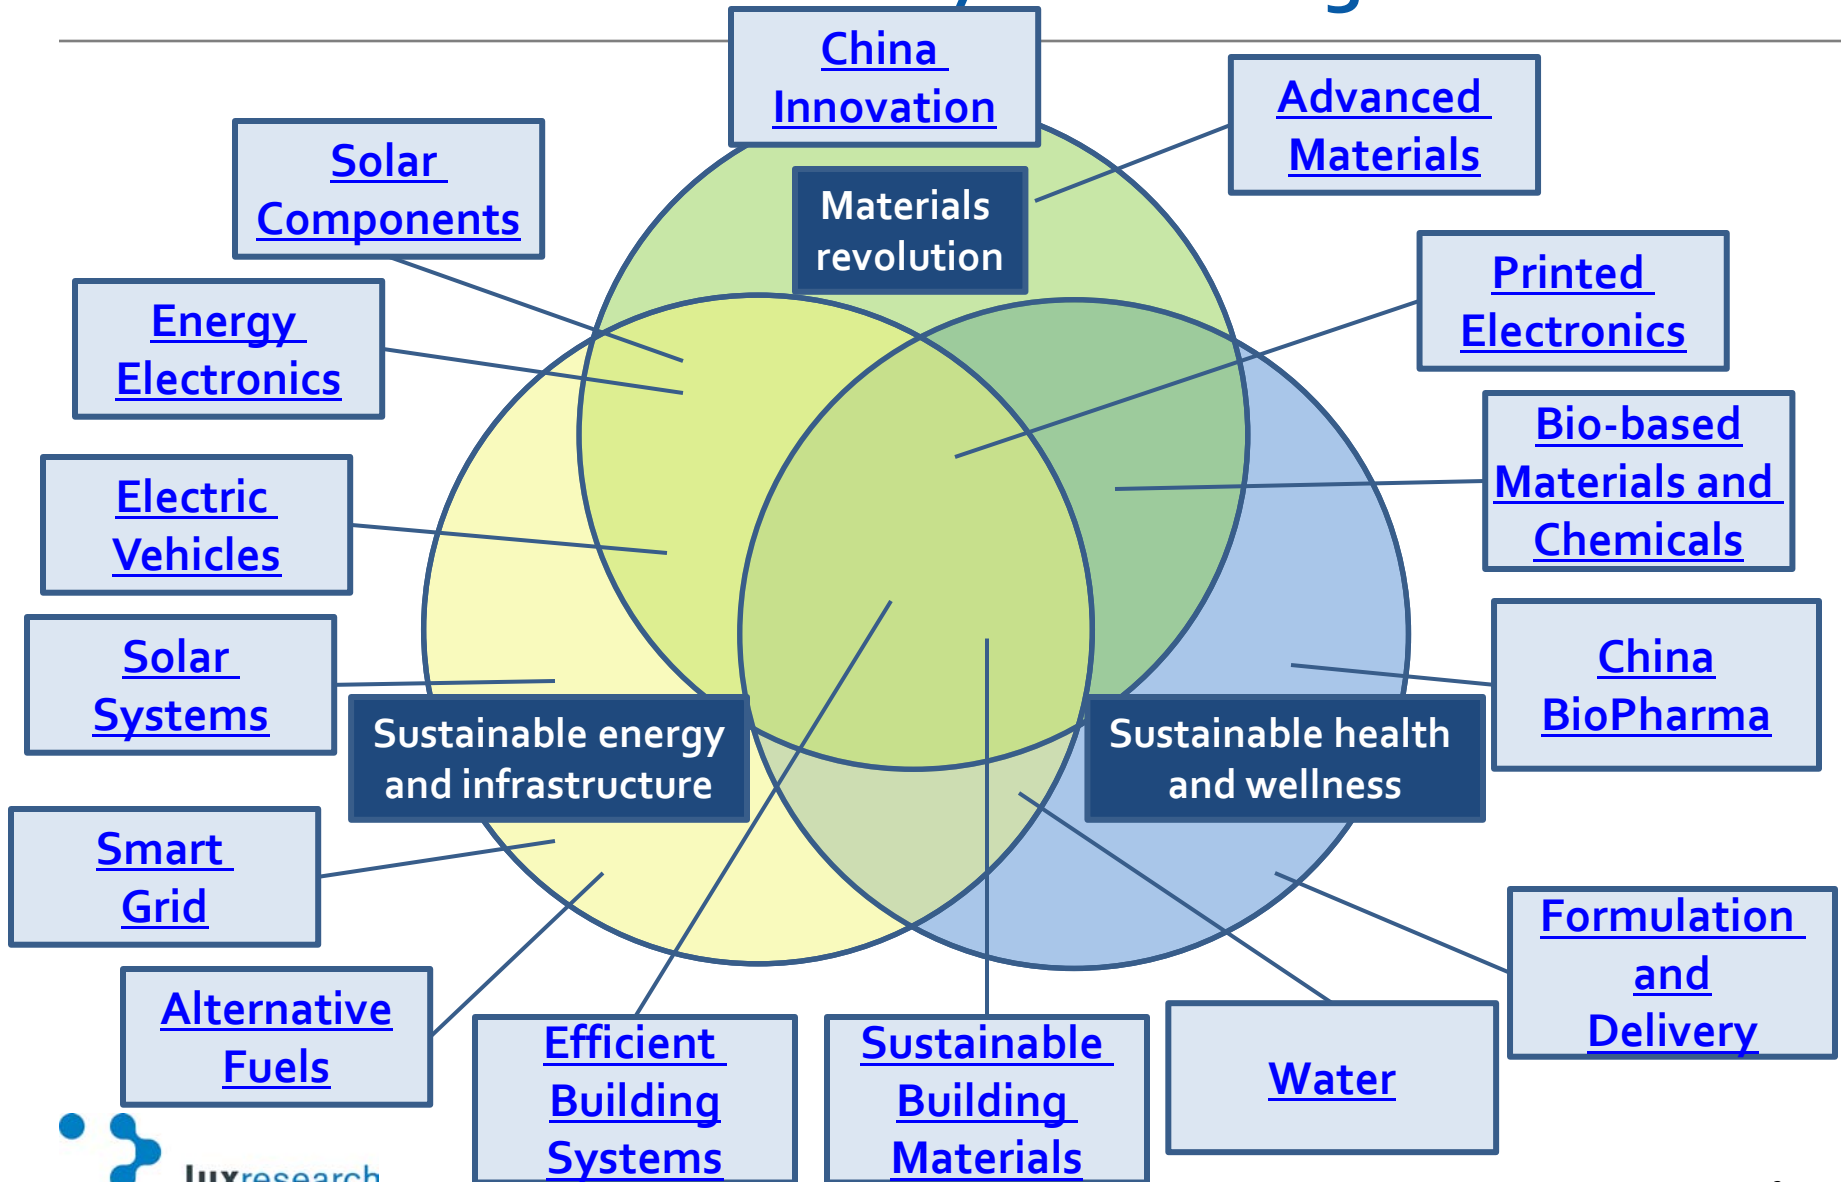 China
Innovation
Advanced
Materials
Solar
Components
Materials
revolution
Printed
Electronics
Energy
Electronics
Bio-based
Materials and
Chemicals
Electric
Vehicles
China
BioPharma
Solar
Systems
Sustainable energy
and infrastructure
Sustainable health
and wellness
Smart
Grid
Formulation
and
Delivery
Alternative
Fuels
Efficient
Building
Systems
Sustainable
Building
Materials
Water
luxresearch